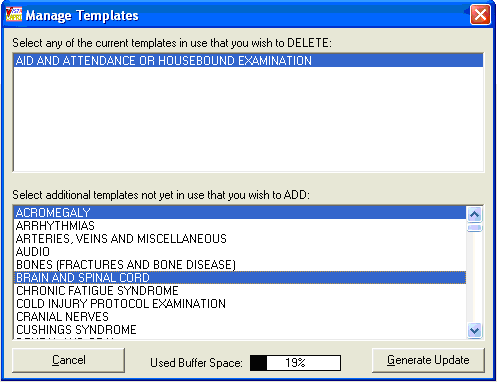 Manage Templates
Select any of the current templates in use that you wish to DELETE:
AID AND ATTENDANCE OR HOUSEBOUND EXAMINATION
Select additional templates not yet in use that you wish to ADD:
ACROMEGALY
ARRHYTHMIAS
ARTERIES, VEINS AND MISCELLANEOUS
AUDIO
BONES (FRACTURES AND BONE DISEASE)
BRAIN AND SPINAL CORD
CHRONIC FATIGUE SYNDROME
COLD INJURY PROTOCOL EXAMINATION
CRANIAL NERVES
CUSHINGS SYNDROME
Cancel Used Buffer Space: 19% Generate Update